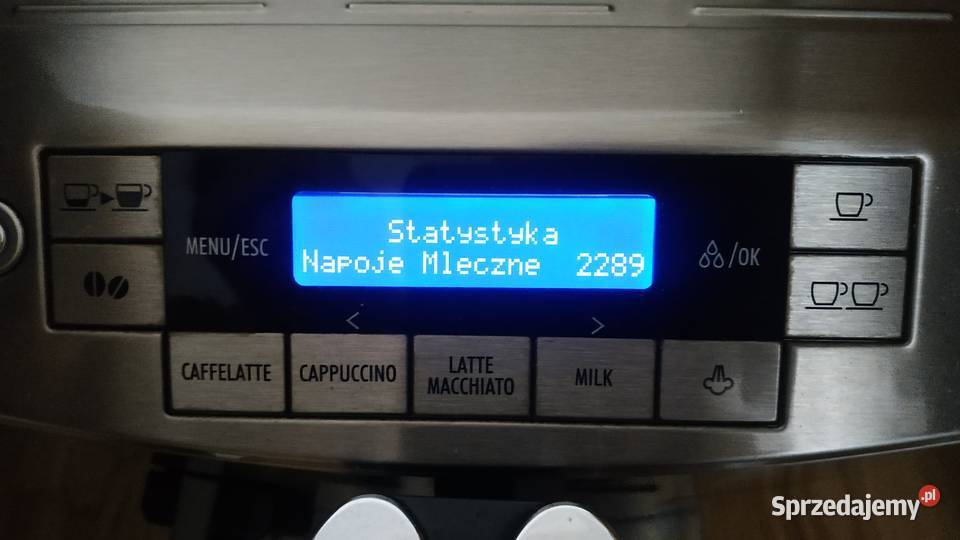 MENU/ESC
Statystyka
Napoje Mleczne 2289
/OK
< >
CAFFELATTE
CAPPUCCINO
LATTE
MACCHIATO
MILK
Sprzedajemy.pl